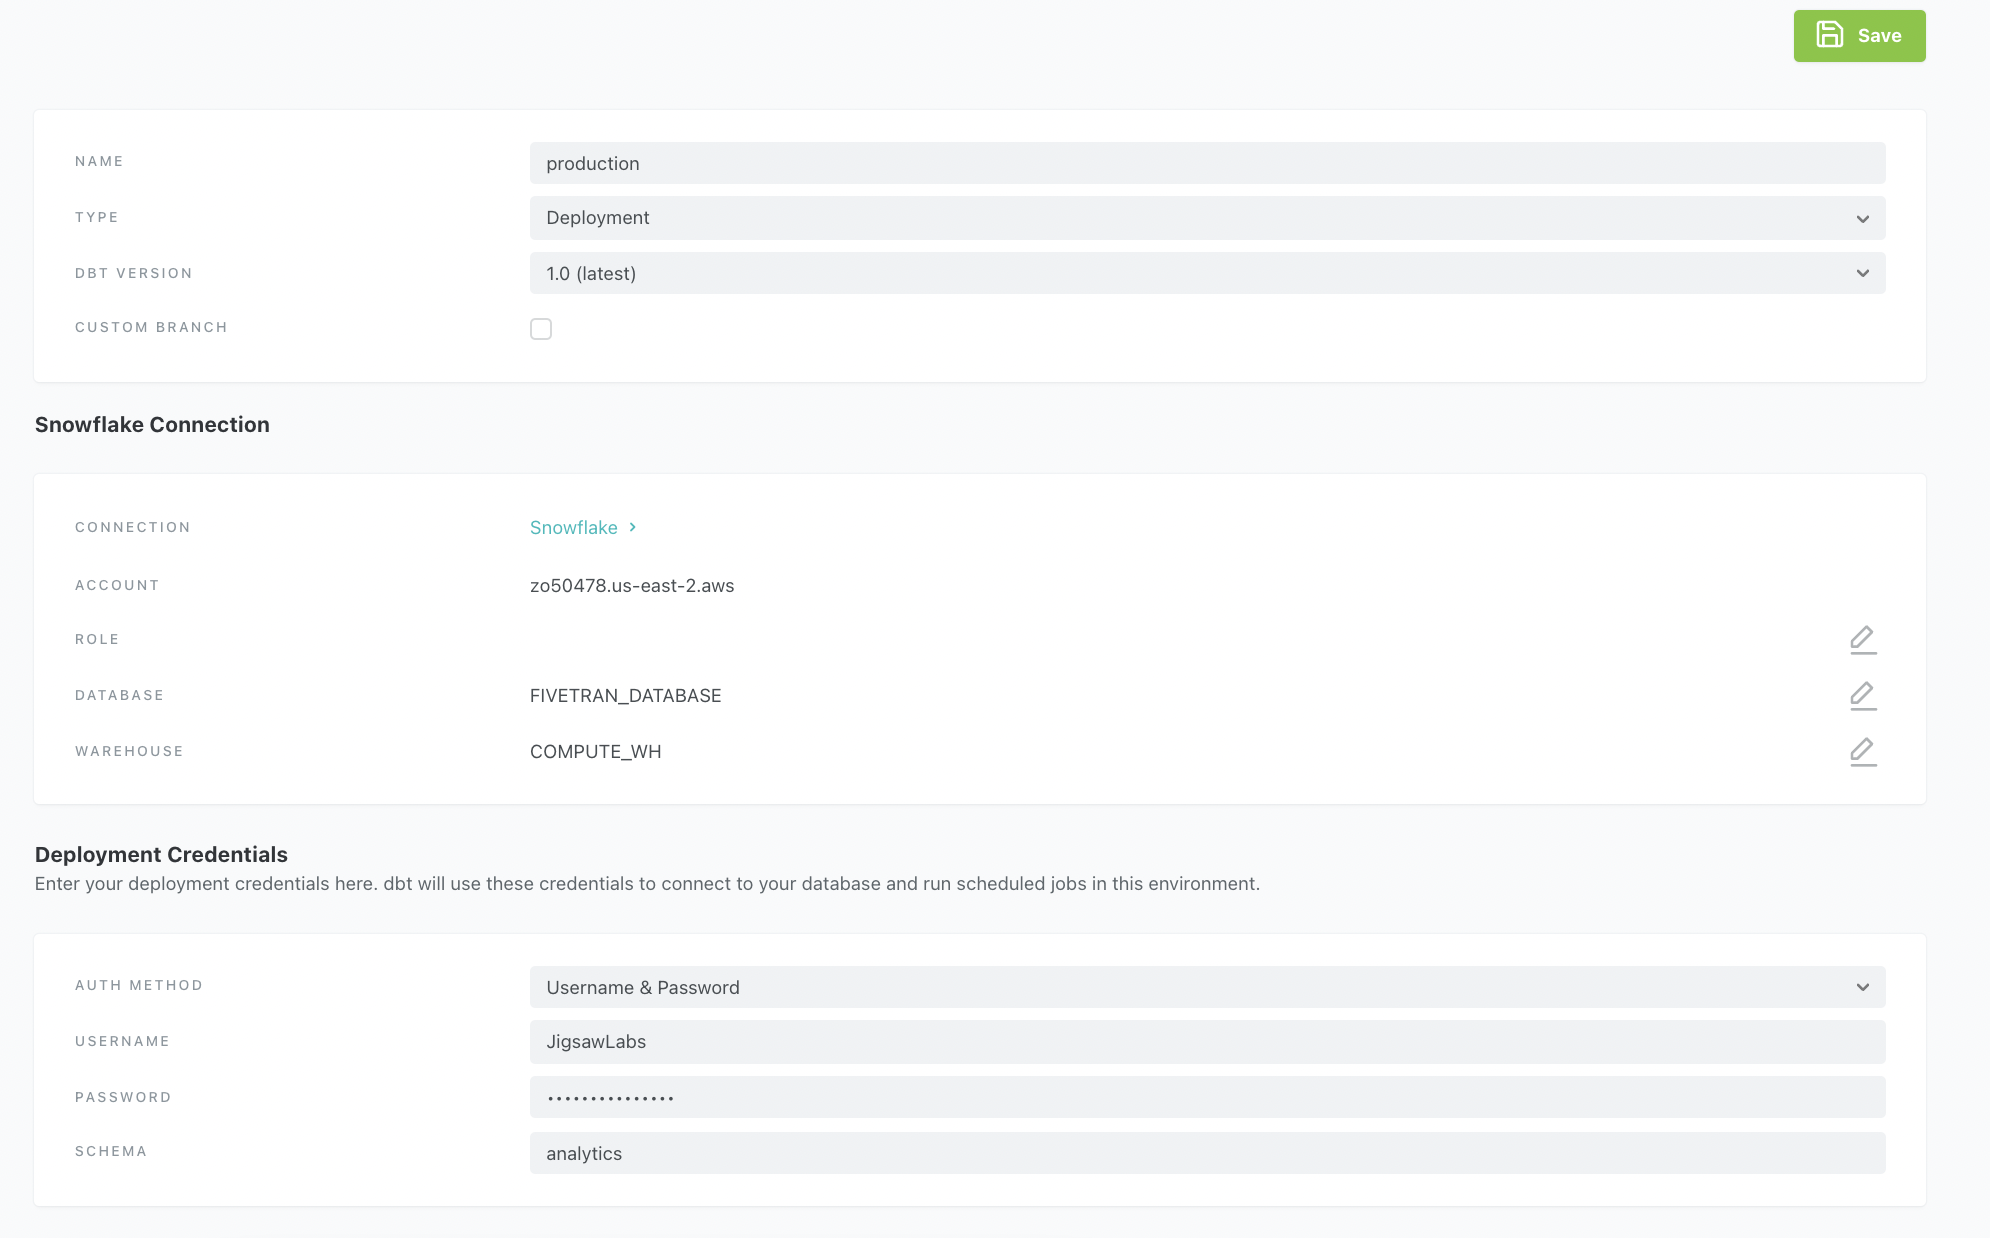 Save
NAME production
TYPE Deployment
DBT VERSION 1.0 (latest)
CUSTOM BRANCH
Snowflake Connection
CONNECTION Snowflake
ACCOUNT zo50478.us-east-2.aws
ROLE
DATABASE FIVETRAN_DATABASE
WAREHOUSE COMPUTE_WH
Deployment Credentials
Enter your deployment credentials here. dbt will use these credentials to connect to your database and run scheduled jobs in this environment.
AUTH METHOD Username & Password
USERNAME JigsawLabs
PASSWORD •••••••••••••••
SCHEMA analytics